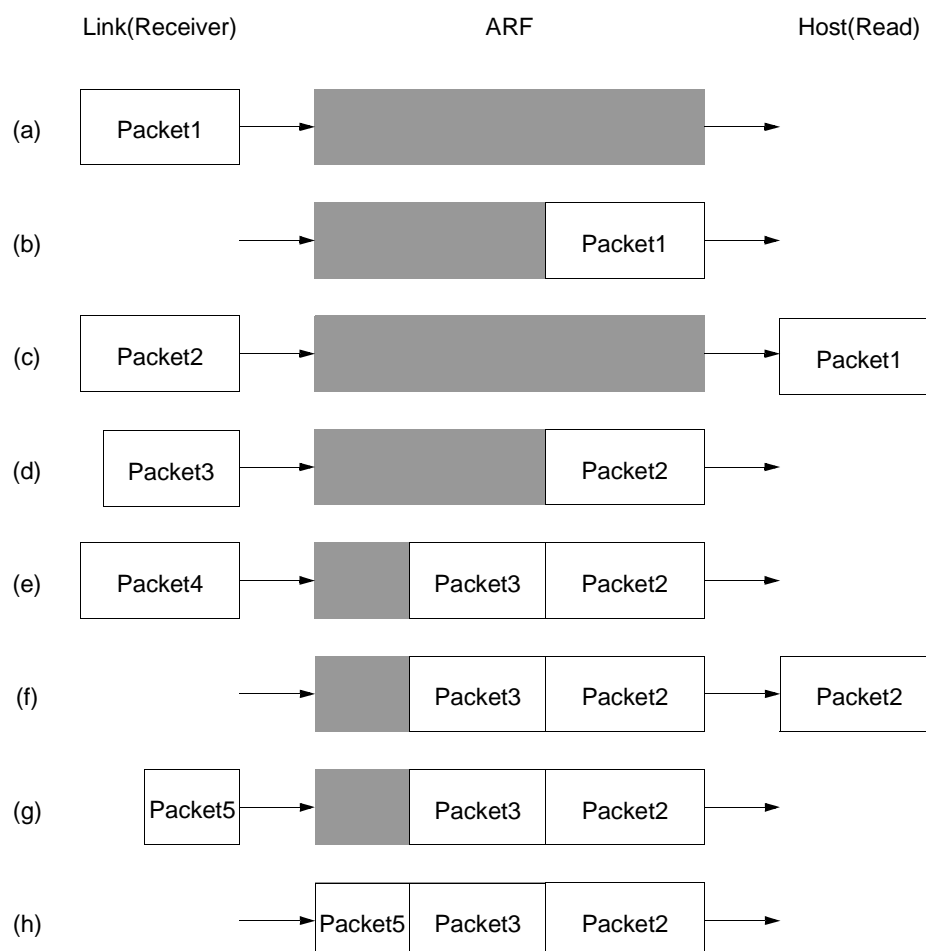 Link(Receiver) ARF Host(Read)
(a) Packet1
(b) Packet1
(c) Packet2 Packet1
(d) Packet3 Packet2
(e) Packet4 Packet3 Packet2
(f) Packet3 Packet2 Packet2
(g) Packet5 Packet3 Packet2
(h) Packet5 Packet3 Packet2